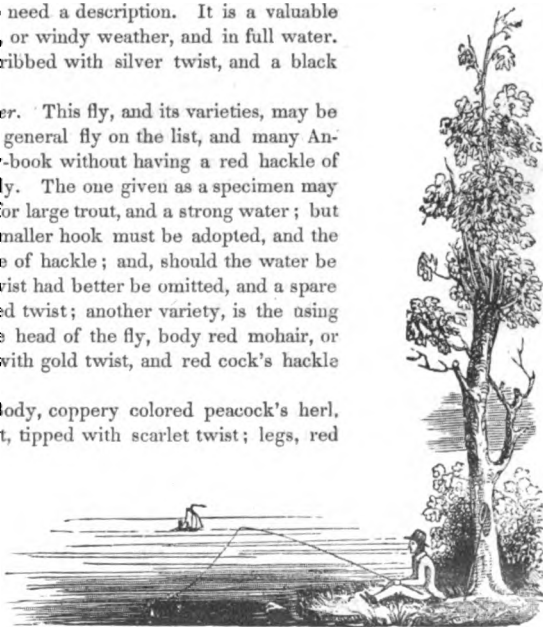 need a description. It is a valuable
or windy weather, and in full water.
ribbed with silver twist, and a black
er. This fly, and its varieties, may be
general fly on the list, and many An-
-book without having a red hackle of
ly. The one given as a specimen may
or large trout, and a strong water; but
maller hook must be adopted, and the
e of hackle; and, should the water be
vist had better be omitted, and a spare
ed twist; another variety, is the using
head of the fly, body red mohair, or
with gold twist, and red cock's hackle
ody, coppery colored peacock's herl,
t, tipped with scarlet twist; legs, red